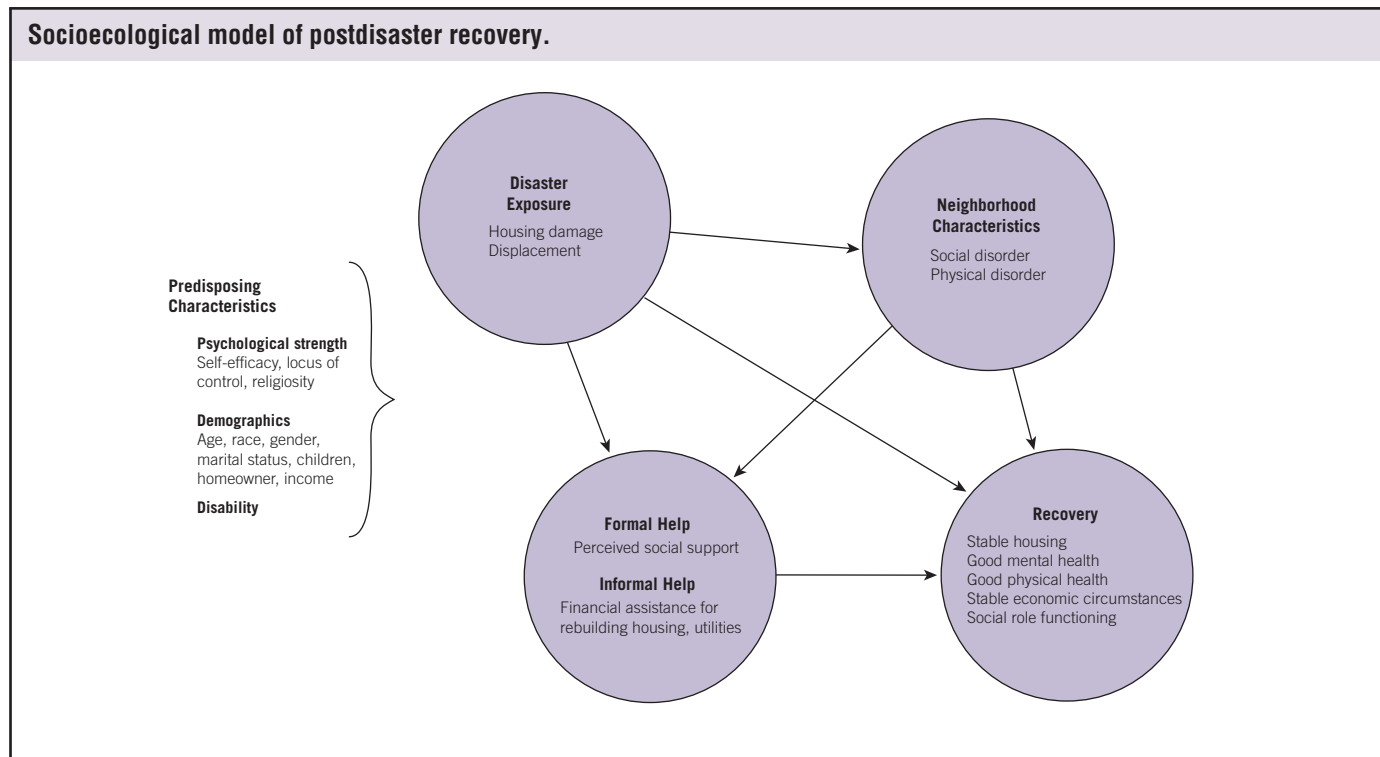 Socioecological model of postdisaster recovery.
Predisposing
Characteristics
Psychological strength
Self-efficacy, locus of
control, religiosity
Demographics
Age, race, gender,
marital status, children,
homeowner, income
Disability
Disaster
Exposure
Housing damage
Displacement
Neighborhood
Characteristics
Social disorder
Physical disorder
Formal Help
Perceived social support
Informal Help
Financial assistance for
rebuilding housing, utilities
Recovery
Stable housing
Good mental health
Good physical health
Stable economic circumstances
Social role functioning